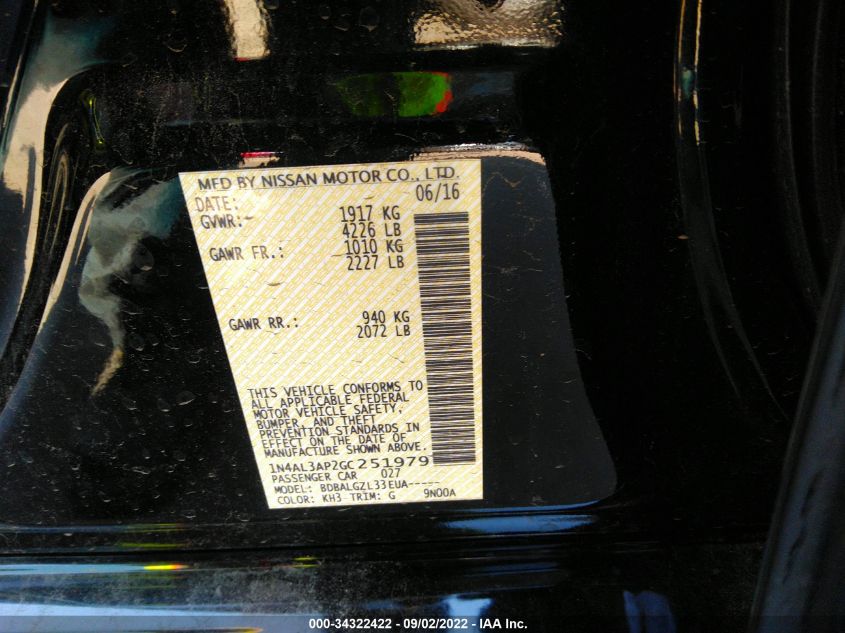 MFD BY NISSAN MOTOR CO., LTD.
DATE: 06/16
GVWR: 1917 KG
4226 LB
GAWR FR.: 1010 KG
2227 LB
GAWR RR.: 940 KG
2072 LB
THIS VEHICLE CONFORMS TO
ALL APPLICABLE FEDERAL
MOTOR VEHICLE SAFETY,
BUMPER, AND THEFT
PREVENTION STANDARDS IN
EFFECT ON THE DATE OF
MANUFACTURE SHOWN ABOVE.
1N4AL3AP2GC251979
PASSENGER CAR 027
MODEL: BDBALGZL33EUA-----
COLOR: KH3 TRIM: G 9N00A
000-34322422 - 09/02/2022 - IAA Inc.